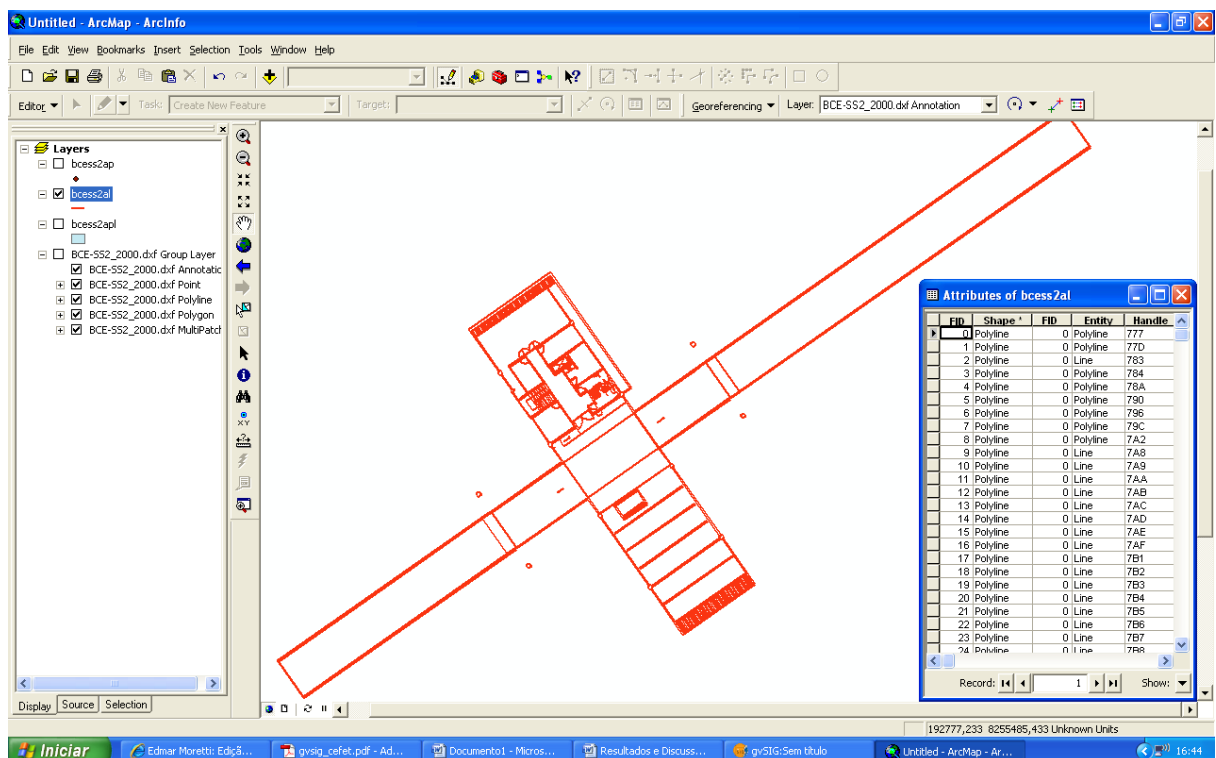 Untitled - ArcMap - ArcInfo
File Edit View Bookmarks Insert Selection Tools Window Help
Editor Task: Create New Feature Target: Georeferencing Layer: BCE-SS2_2000.dxf Annotation
Layers
bcess2ap
bcess2al
bcess2apl
BCE-SS2_2000.dxf Group Layer
BCE-SS2_2000.dxf Annotatic
BCE-SS2_2000.dxf Point
BCE-SS2_2000.dxf Polyline
BCE-SS2_2000.dxf Polygon
BCE-SS2_2000.dxf MultiPatch
Display Source Selection
Attributes of bcess2al
FID Shape * FID Entity Handle
0 Polyline 0 Polyline 777
1 Polyline 0 Polyline 77D
2 Polyline 0 Line 783
3 Polyline 0 Polyline 784
4 Polyline 0 Polyline 78A
5 Polyline 0 Polyline 790
6 Polyline 0 Polyline 796
7 Polyline 0 Polyline 79C
8 Polyline 0 Polyline 7A2
9 Polyline 0 Line 7A8
10 Polyline 0 Line 7A9
11 Polyline 0 Line 7AA
12 Polyline 0 Line 7AB
13 Polyline 0 Line 7AC
14 Polyline 0 Line 7AD
15 Polyline 0 Line 7AE
16 Polyline 0 Line 7AF
17 Polyline 0 Line 7B1
18 Polyline 0 Line 7B2
19 Polyline 0 Line 7B3
20 Polyline 0 Line 7B4
21 Polyline 0 Line 7B5
22 Polyline 0 Line 7B6
23 Polyline 0 Line 7B7
24 Polyline 0 Line 7B8
Record: 1 Show:
192777,233 8255485,433 Unknown Units
Iniciar Edmar Moretti: Ediçã... gvsig_cefet.pdf - Ad... Documento1 - Micros... Resultados e Discuss... gvSIG:Sem título Untitled - ArcMap - Ar... 16:44